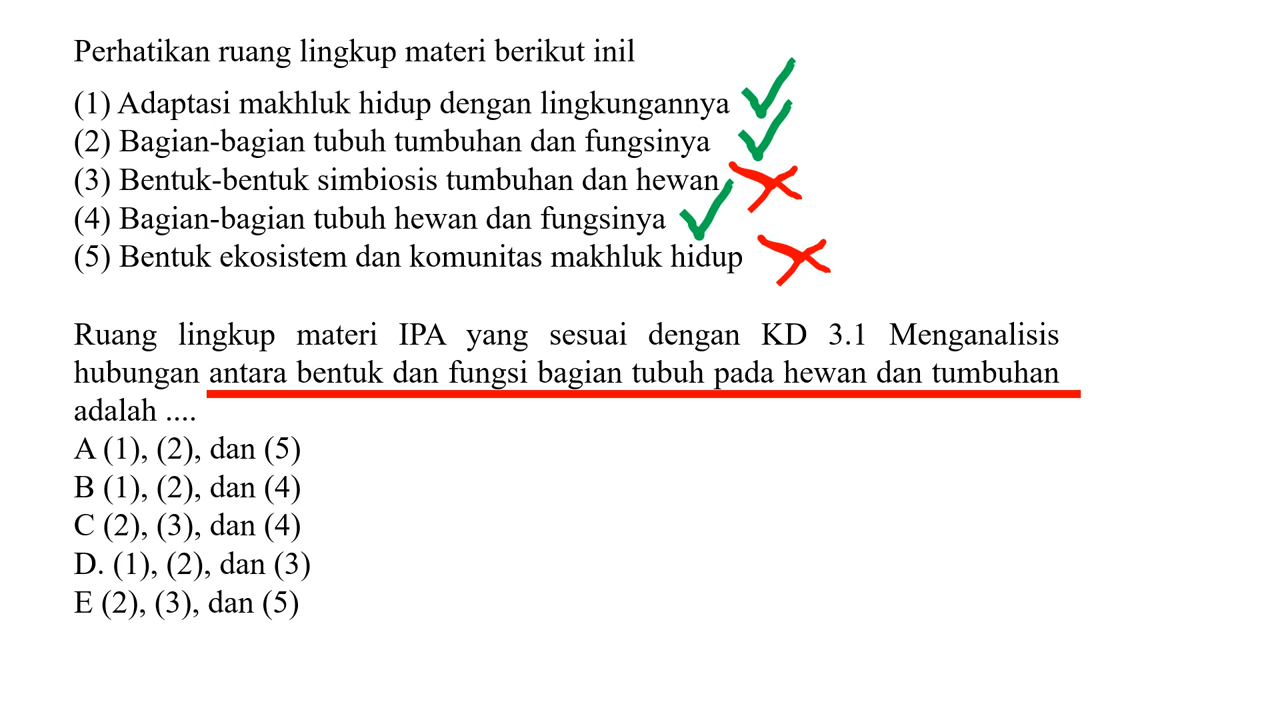 Perhatikan ruang lingkup materi berikut inil
(1) Adaptasi makhluk hidup dengan lingkungannya
(2) Bagian-bagian tubuh tumbuhan dan fungsinya
(3) Bentuk-bentuk simbiosis tumbuhan dan hewan
(4) Bagian-bagian tubuh hewan dan fungsinya
(5) Bentuk ekosistem dan komunitas makhluk hidup
Ruang lingkup materi IPA yang sesuai dengan KD 3.1 Menganalisis
hubungan antara bentuk dan fungsi bagian tubuh pada hewan dan tumbuhan
adalah ....
A (1), (2), dan (5)
B (1), (2), dan (4)
C (2), (3), dan (4)
D. (1), (2), dan (3)
E (2), (3), dan (5)